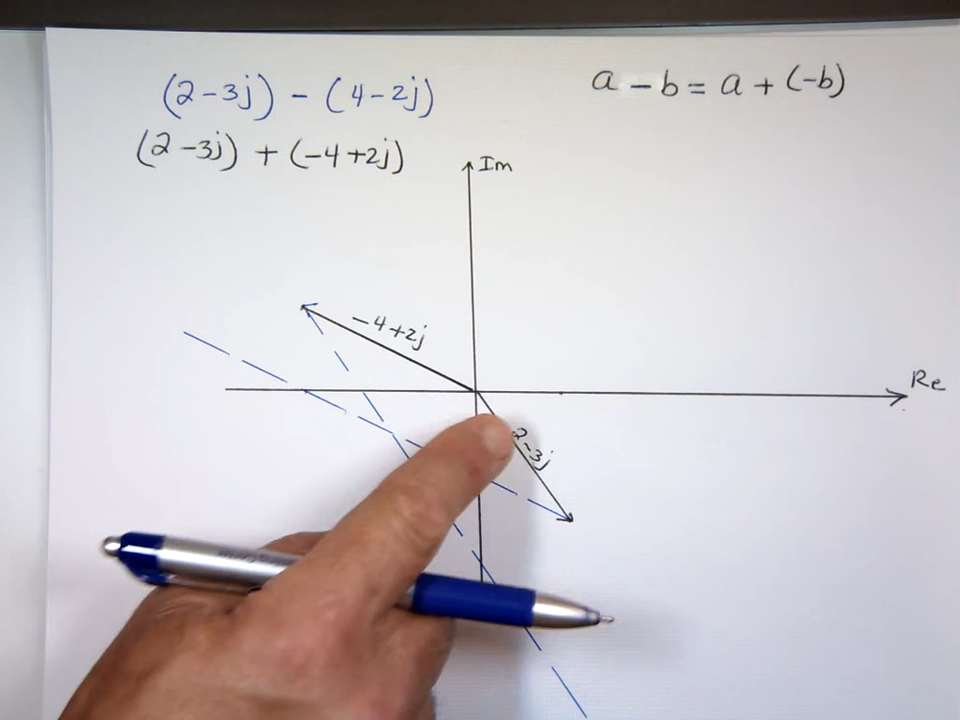 (2-3j) - (4-2j)
a - b = a + (-b)
(2-3j) + (-4+2j)
Im
-4+2j
Re
2-3j